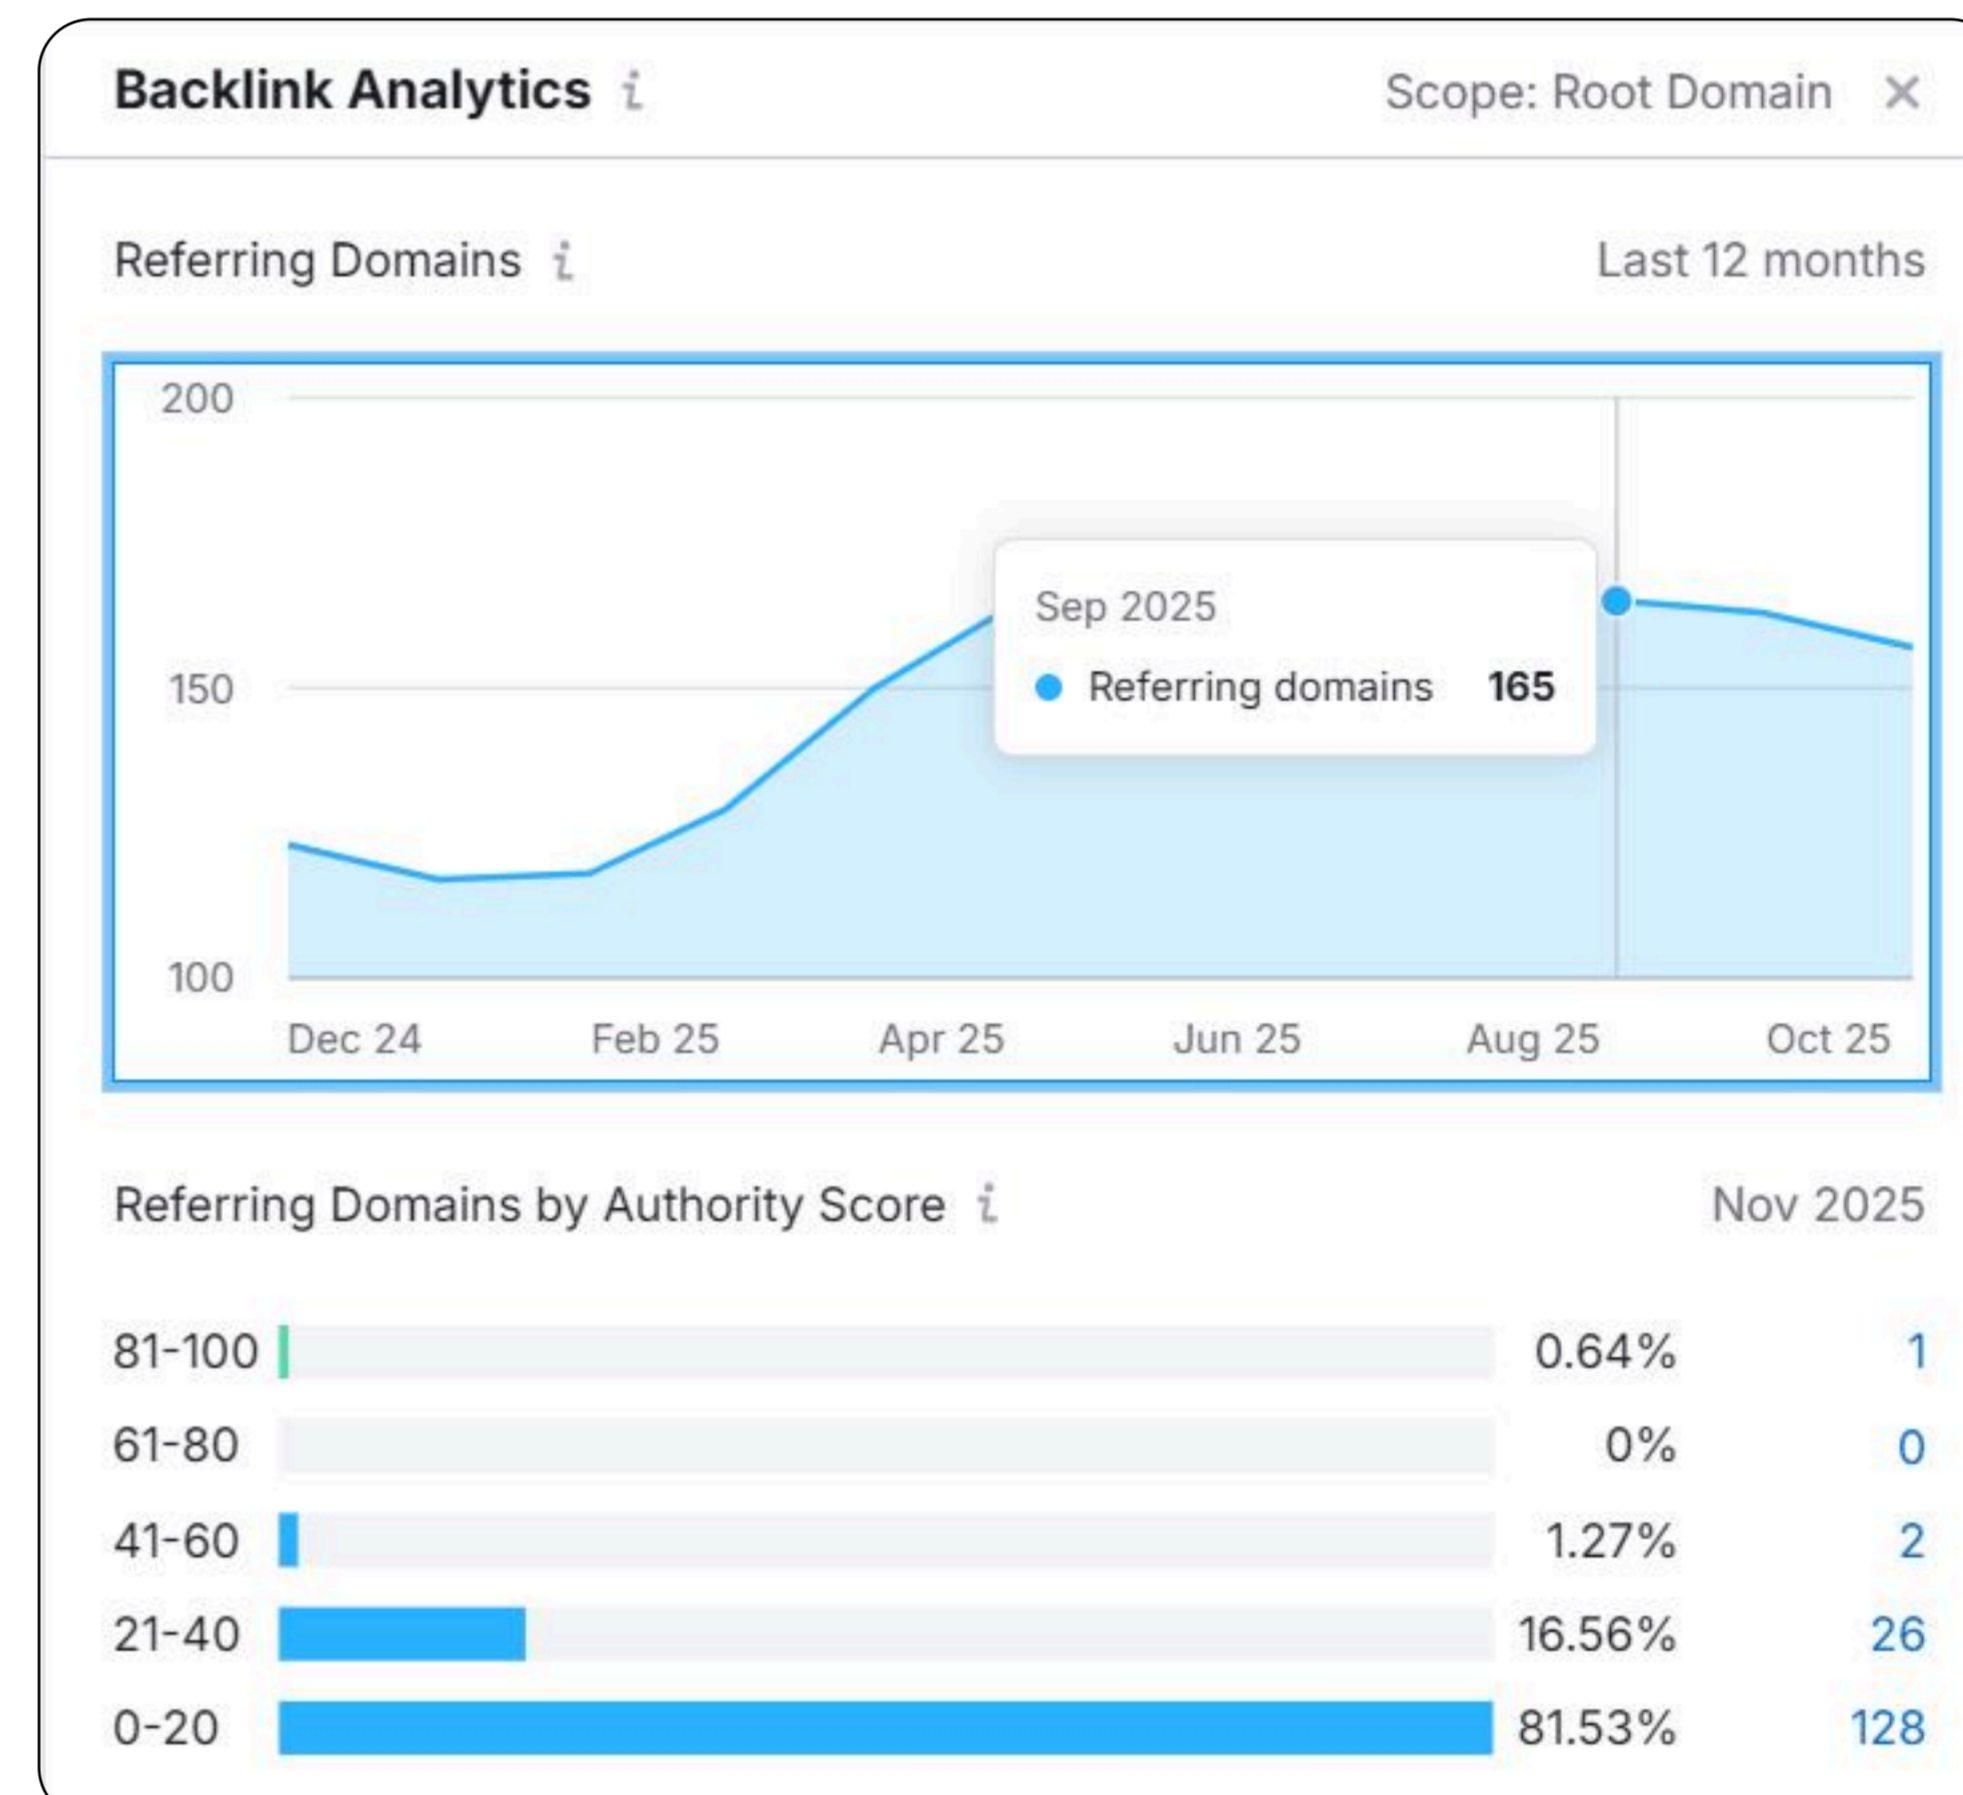 Backlink Analytics i Scope: Root Domain ×
Referring Domains i Last 12 months
200
Sep 2025
Referring domains 165
150
100
Dec 24 Feb 25 Apr 25 Jun 25 Aug 25 Oct 25
Referring Domains by Authority Score i Nov 2025
81-100 0.64% 1
61-80 0% 0
41-60 1.27% 2
21-40 16.56% 26
0-20 81.53% 128